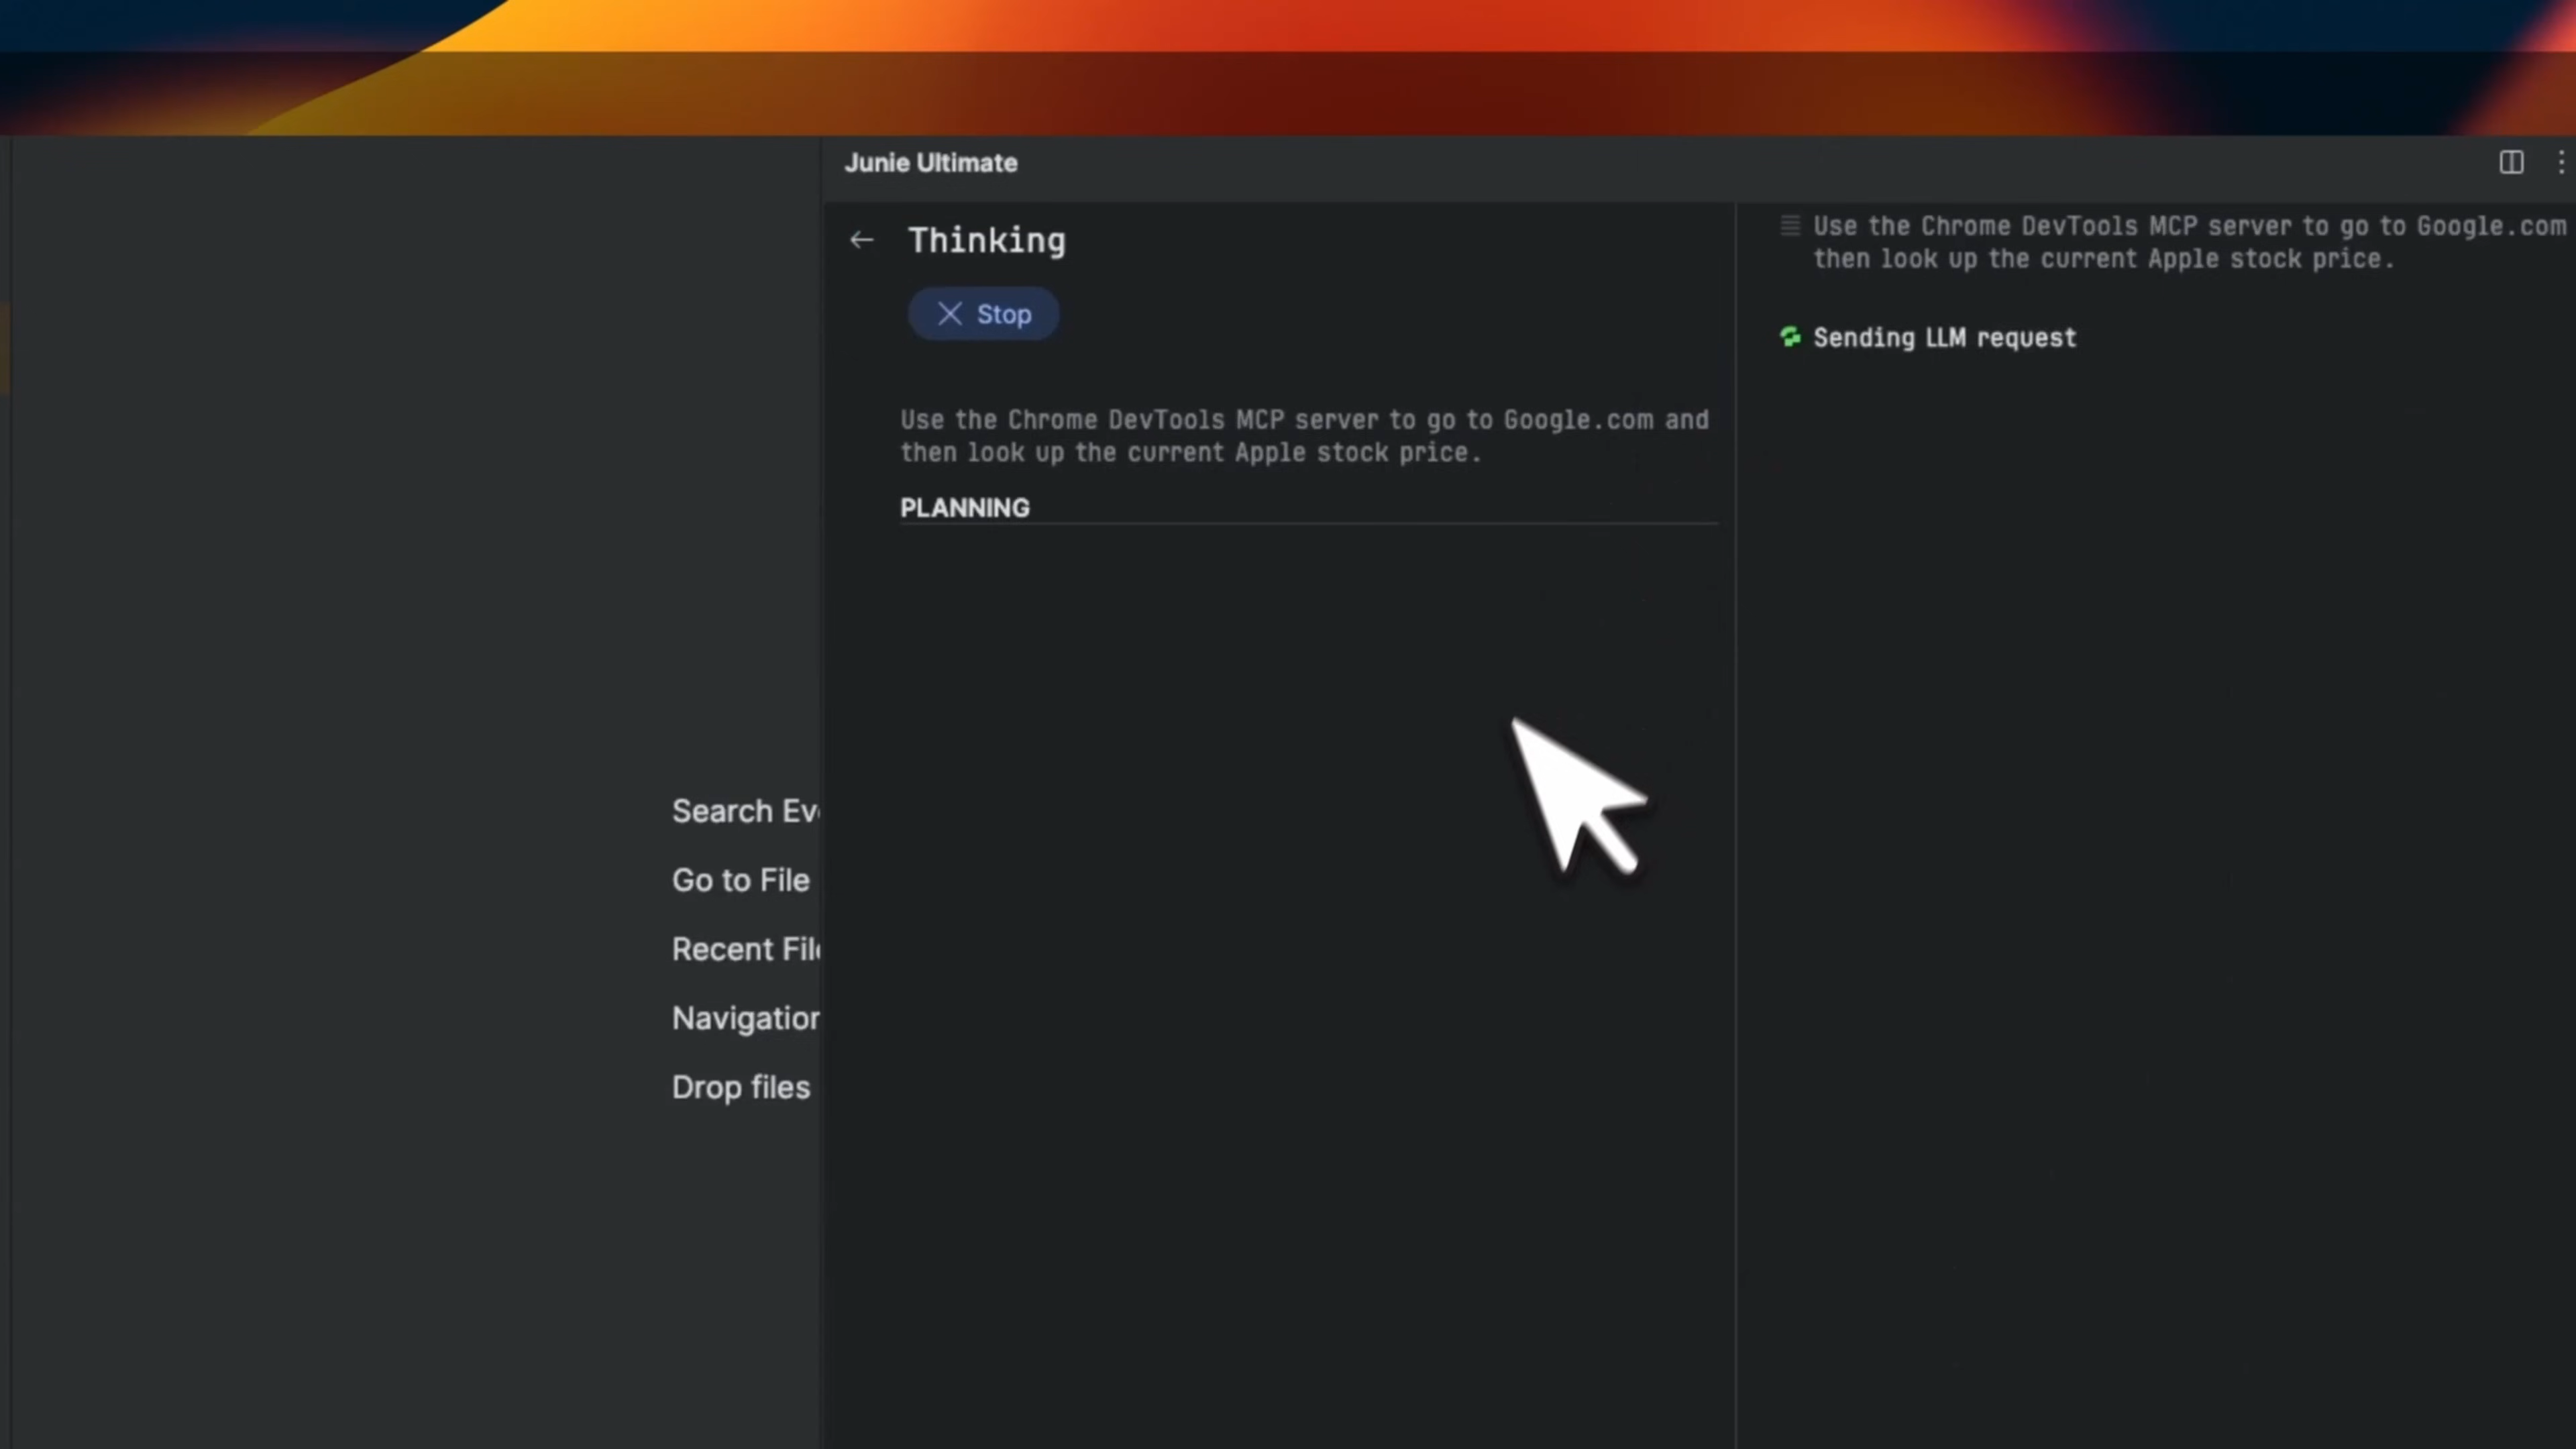 Junie Ultimate
Thinking
Stop
Use the Chrome DevTools MCP server to go to Google.com and
then look up the current Apple stock price.
PLANNING
Use the Chrome DevTools MCP server to go to Google.com
then look up the current Apple stock price.
Sending LLM request
Search Ev
Go to File
Recent File
Navigation
Drop files